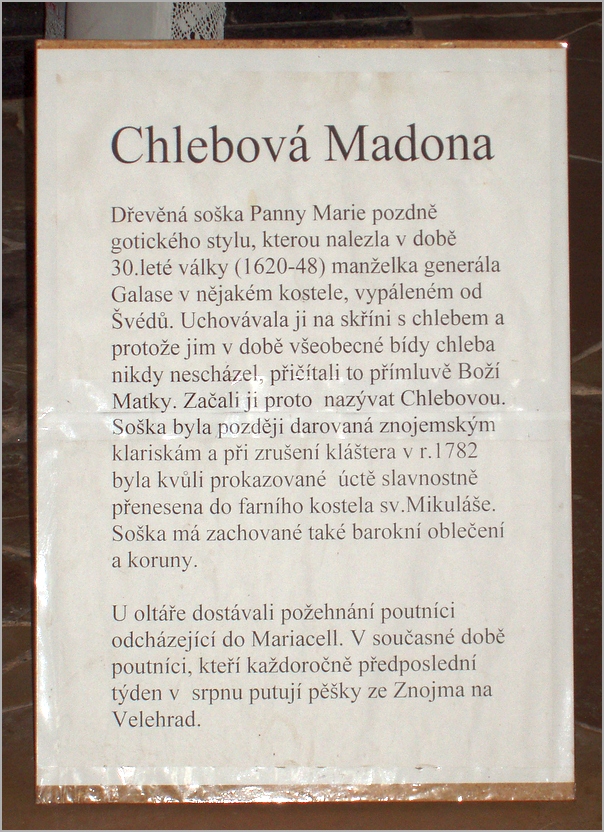 Chlebová Madona
Dřevěná soška Panny Marie pozdně
gotického stylu, kterou nalezla v době
30.leté války (1620-48) manželka generála
Galase v nějakém kostele, vypáleném od
Švédů. Uchovávala ji na skříni s chlebem a
protože jim v době všeobecné bídy chleba
nikdy nescházel, přičítali to přímluvě Boží
Matky. Začali ji proto  nazývat Chlebovou.
Soška byla později darovaná znojemským
klariskám a při zrušení kláštera v r.1782
byla kvůli prokazované  úctě slavnostně
přenesena do farního kostela sv.Mikuláše.
Soška má zachované také barokní oblečení
a koruny.
U oltáře dostávali požehnání poutníci
odcházející do Mariacell. V současné době
poutníci, kteří každoročně předposlední
týden v  srpnu putují pěšky ze Znojma na
Velehrad.